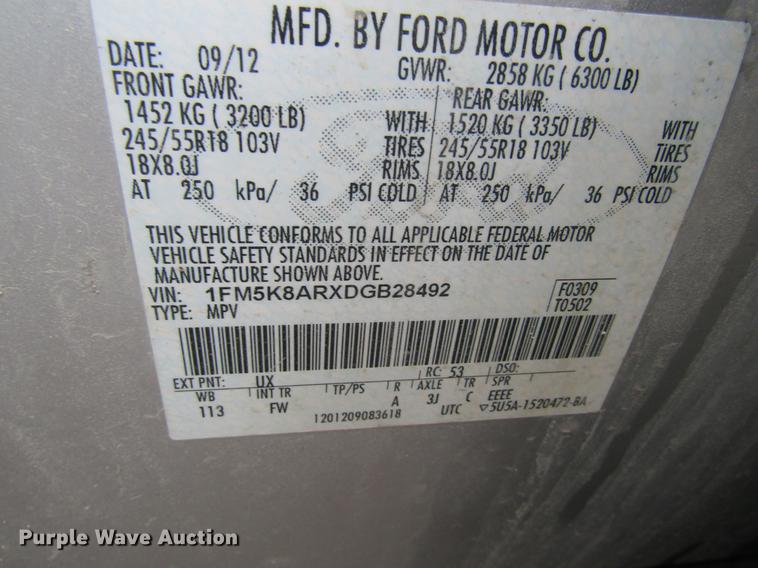 MFD. BY FORD MOTOR CO.
DATE: 09/12 GVWR: 2858 KG ( 6300 LB)
FRONT GAWR: REAR GAWR:
1452 KG ( 3200 LB) WITH 1520 KG ( 3350 LB) WITH
245/55R18 103V TIRES 245/55R18 103V TIRES
18X8.0J RIMS 18X8.0J RIMS
AT 250 kPa/ 36 PSI COLD AT 250 kPa/ 36 PSI COLD
THIS VEHICLE CONFORMS TO ALL APPLICABLE FEDERAL MOTOR
VEHICLE SAFETY STANDARDS IN EFFECT ON THE DATE OF
MANUFACTURE SHOWN ABOVE.
VIN: 1FM5K8ARXDGB28492 F0309
TYPE: MPV T0502
EXT PNT: UX RC: 53 DSO:
WB INT TR TP/PS R AXLE TR SPR
113 FW A 3J C EEEE
1201209083618 UTC ▽5U5A-1520472-BA
Purple Wave Auction